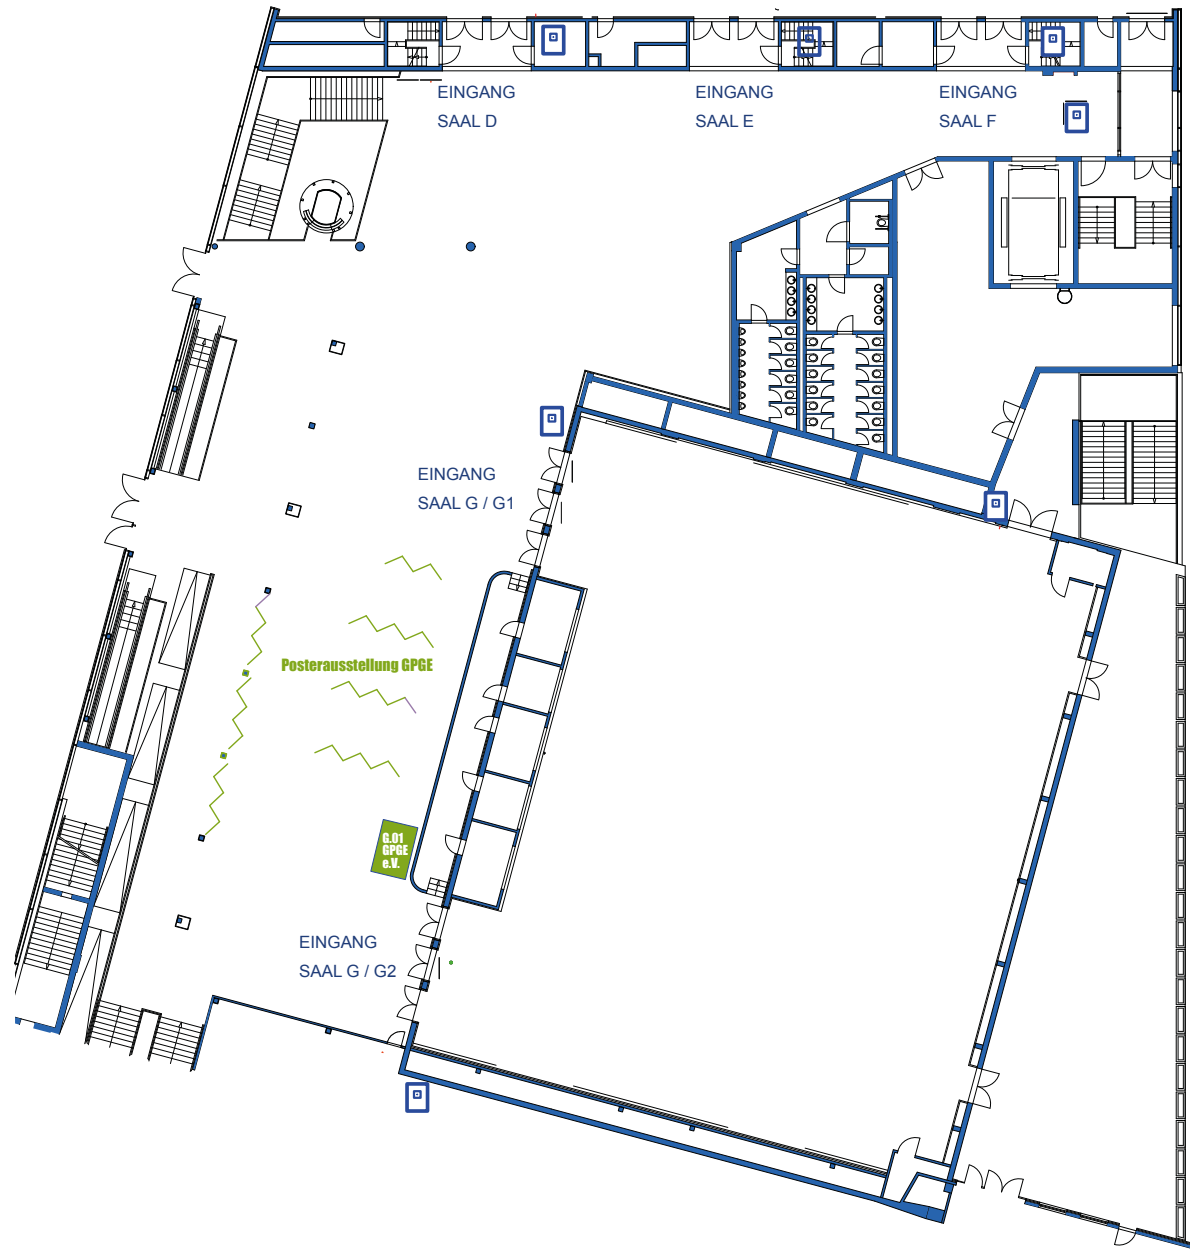 EINGANG
SAAL D
EINGANG
SAAL E
EINGANG
SAAL F
EINGANG
SAAL G / G1
Posterausstellung GPGE
G.01
GPGE
e.V.
EINGANG
SAAL G / G2